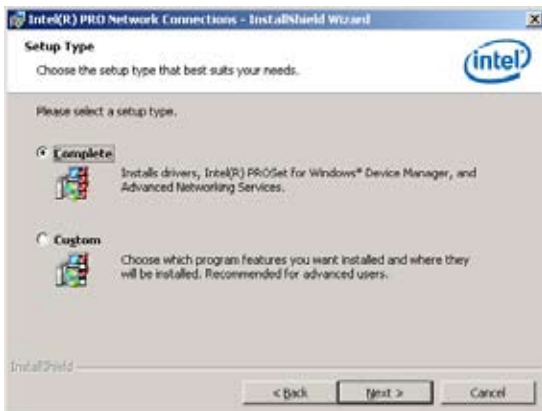 Intel(R) PRO Network Connections - InstallShield Wizard
Setup Type
Choose the setup type that best suits your needs.
intel
Please select a setup type.
Complete
Installs drivers, Intel(R) PROSet for Windows* Device Manager, and
Advanced Networking Services.
Custom
Choose which program features you want installed and where they
will be installed. Recommended for advanced users.
InstallShield
< Back
Next >
Cancel